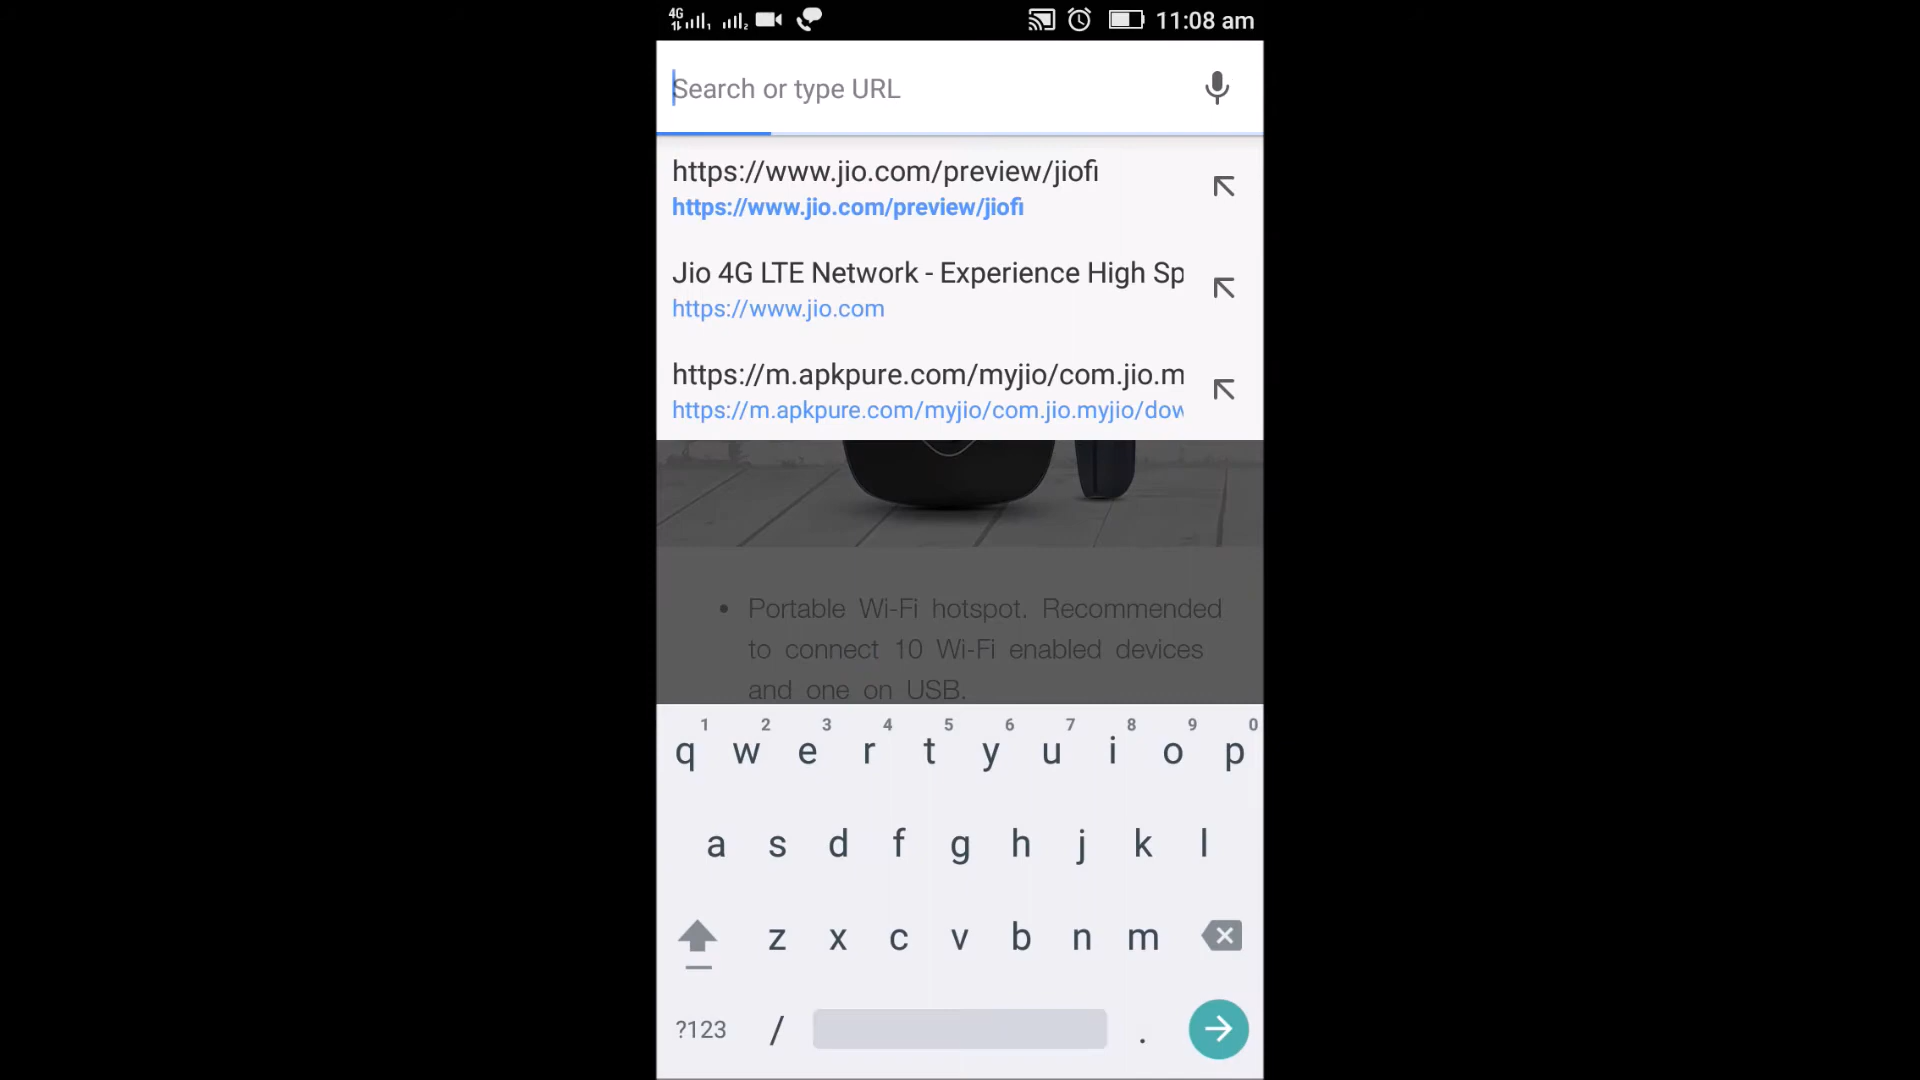 4G 1 2 11:08 am
Search or type URL
https://www.jio.com/preview/jiofi
https://www.jio.com/preview/jiofi
Jio 4G LTE Network - Experience High Sp
https://www.jio.com
https://m.apkpure.com/myjio/com.jio.m
https://m.apkpure.com/myjio/com.jio.myjio/dow
• Portable Wi-Fi hotspot. Recommended
to connect 10 Wi-Fi enabled devices
and one on USB.
1 2 3 4 5 6 7 8 9 0
q w e r t y u i o p
a s d f g h j k l
z x c v b n m
?123 / .